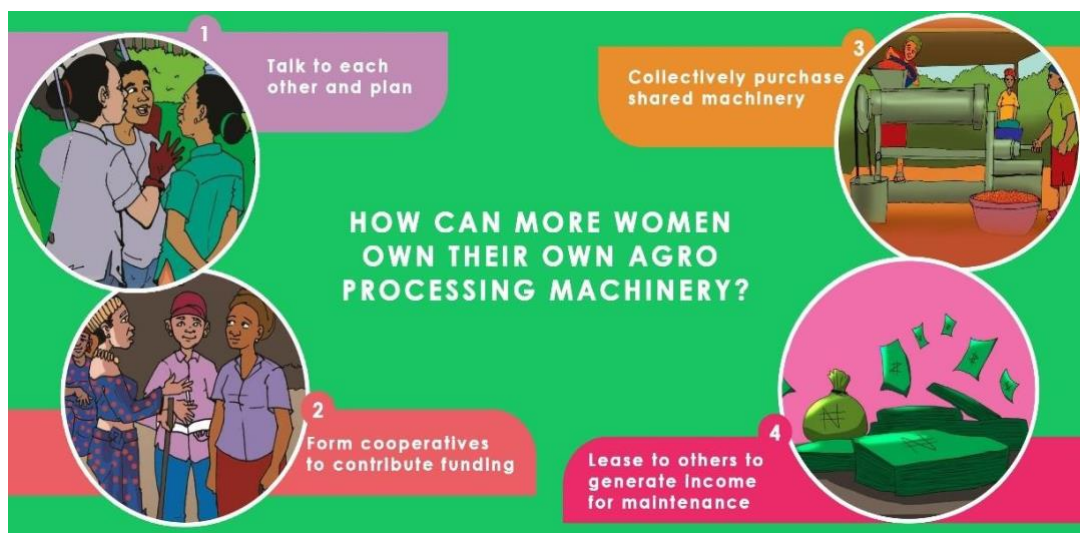 1
Talk to each
other and plan
3
Collectively purchase
shared machinery
HOW CAN MORE WOMEN
OWN THEIR OWN AGRO
PROCESSING MACHINERY?
2
Form cooperatives
to contribute funding
4
Lease to others to
generate income
for maintenance
₦
₦